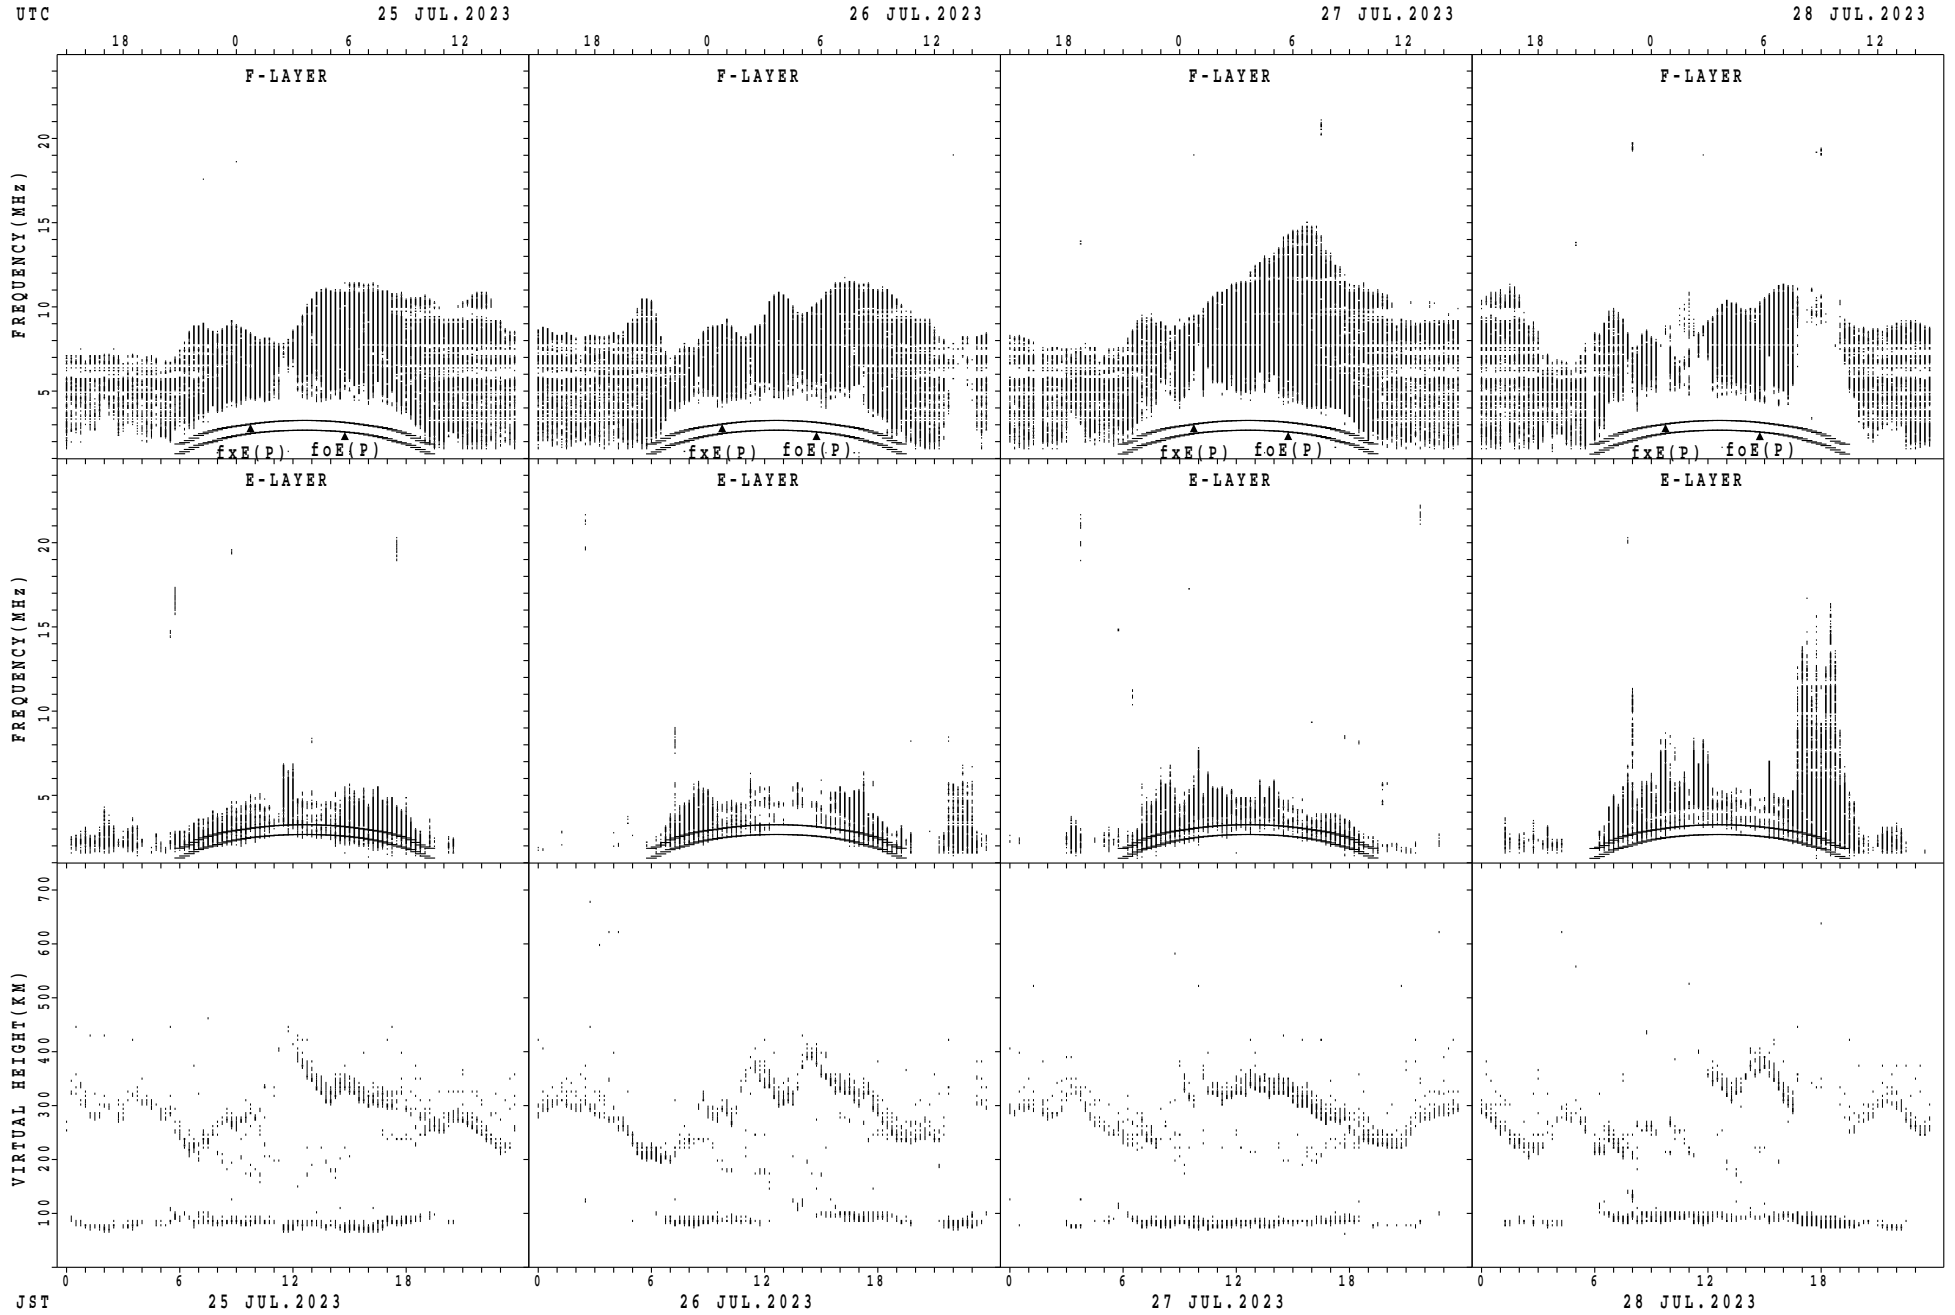 UTC 25 JUL.2023 26 JUL.2023 27 JUL.2023 28 JUL.2023
18 0 6 12 18 0 6 12 18 0 6 12 18 0 6 12
F-LAYER F-LAYER F-LAYER F-LAYER
FREQUENCY(MHz)
20
15
10
5
fxE(P) foE(P) fxE(P) foE(P) fxE(P) foE(P) fxE(P) foE(P)
E-LAYER E-LAYER E-LAYER E-LAYER
FREQUENCY(MHz)
20
15
10
5
VIRTUAL HEIGHT(KM)
700
600
500
400
300
200
100
0 6 12 18 0 6 12 18 0 6 12 18 0 6 12 18
JST 25 JUL.2023 26 JUL.2023 27 JUL.2023 28 JUL.2023